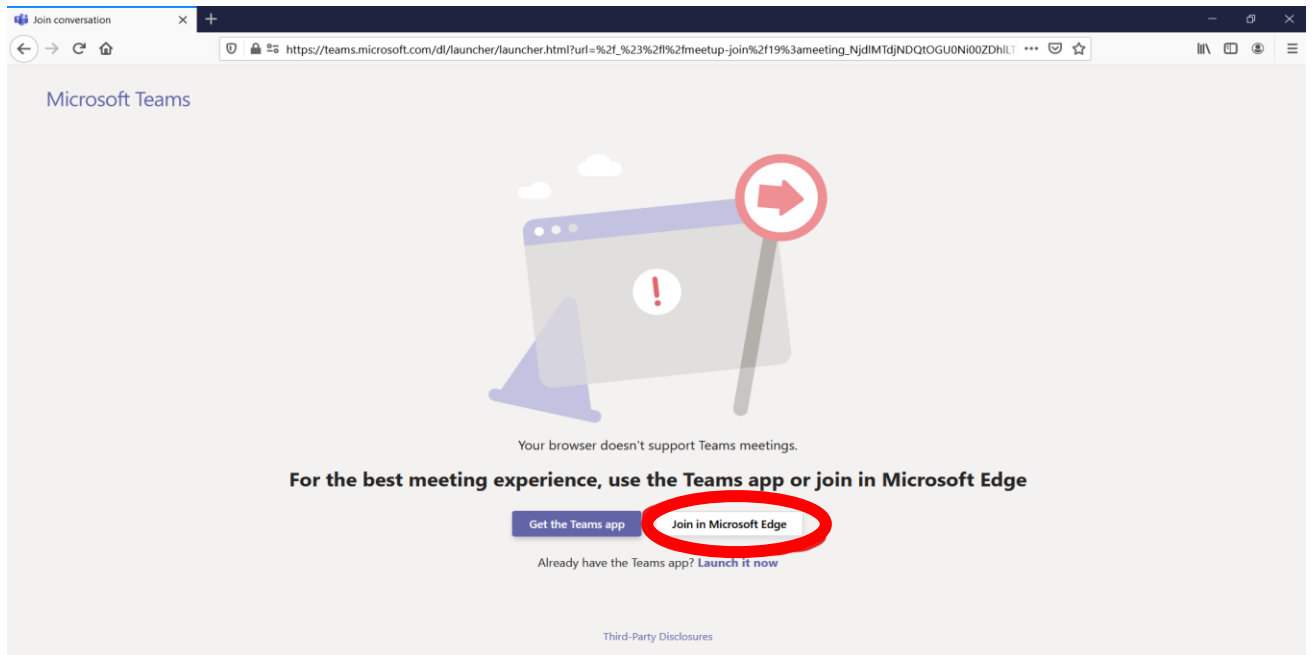 Join conversation
https://teams.microsoft.com/dl/launcher/launcher.html?url=%2f_%23%2fl%2fmeetup-join%2f19%3ameeting_NjdlMTdjNDQtOGU0Ni00ZDhlLT
Microsoft Teams
!
Your browser doesn't support Teams meetings.
For the best meeting experience, use the Teams app or join in Microsoft Edge
Get the Teams app Join in Microsoft Edge
Already have the Teams app? Launch it now
Third-Party Disclosures